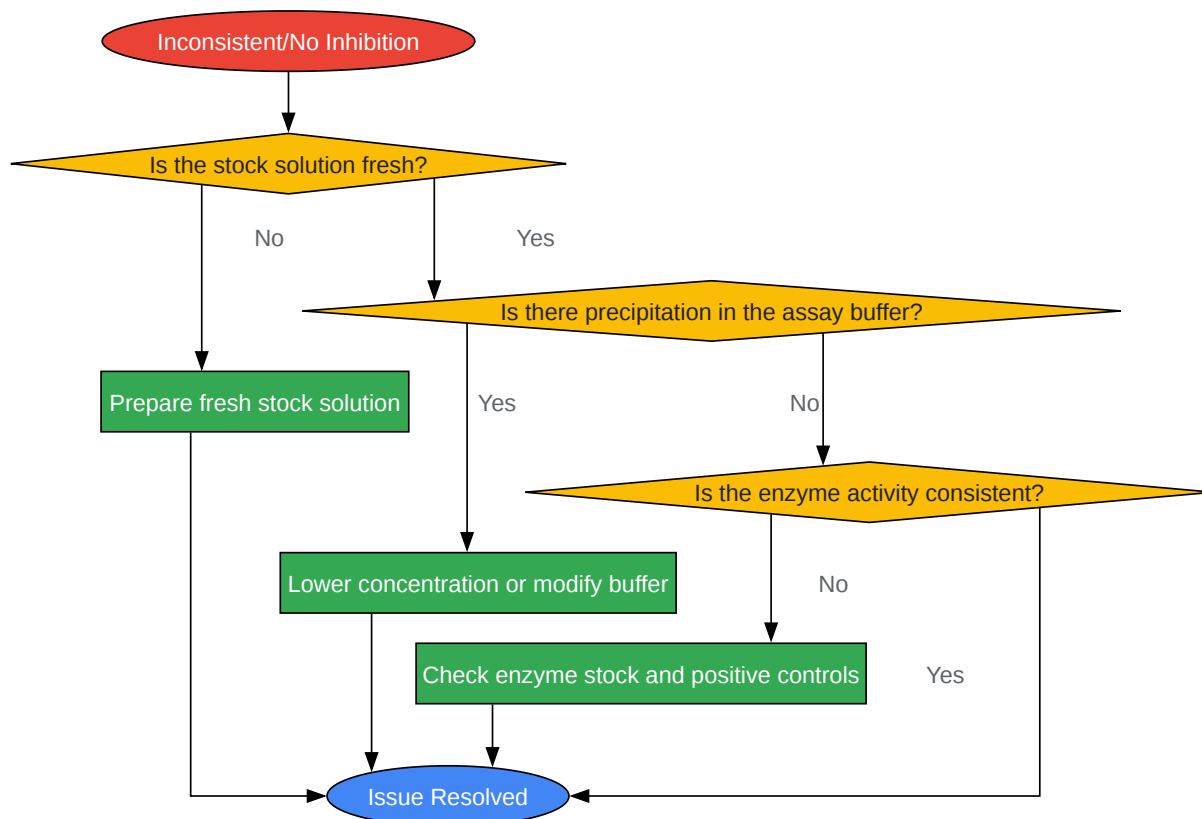 Inconsistent/No Inhibition
Is the stock solution fresh?
No
Yes
Is there precipitation in the assay buffer?
Prepare fresh stock solution
Yes
No
Is the enzyme activity consistent?
Lower concentration or modify buffer
No
Check enzyme stock and positive controls
Yes
Issue Resolved